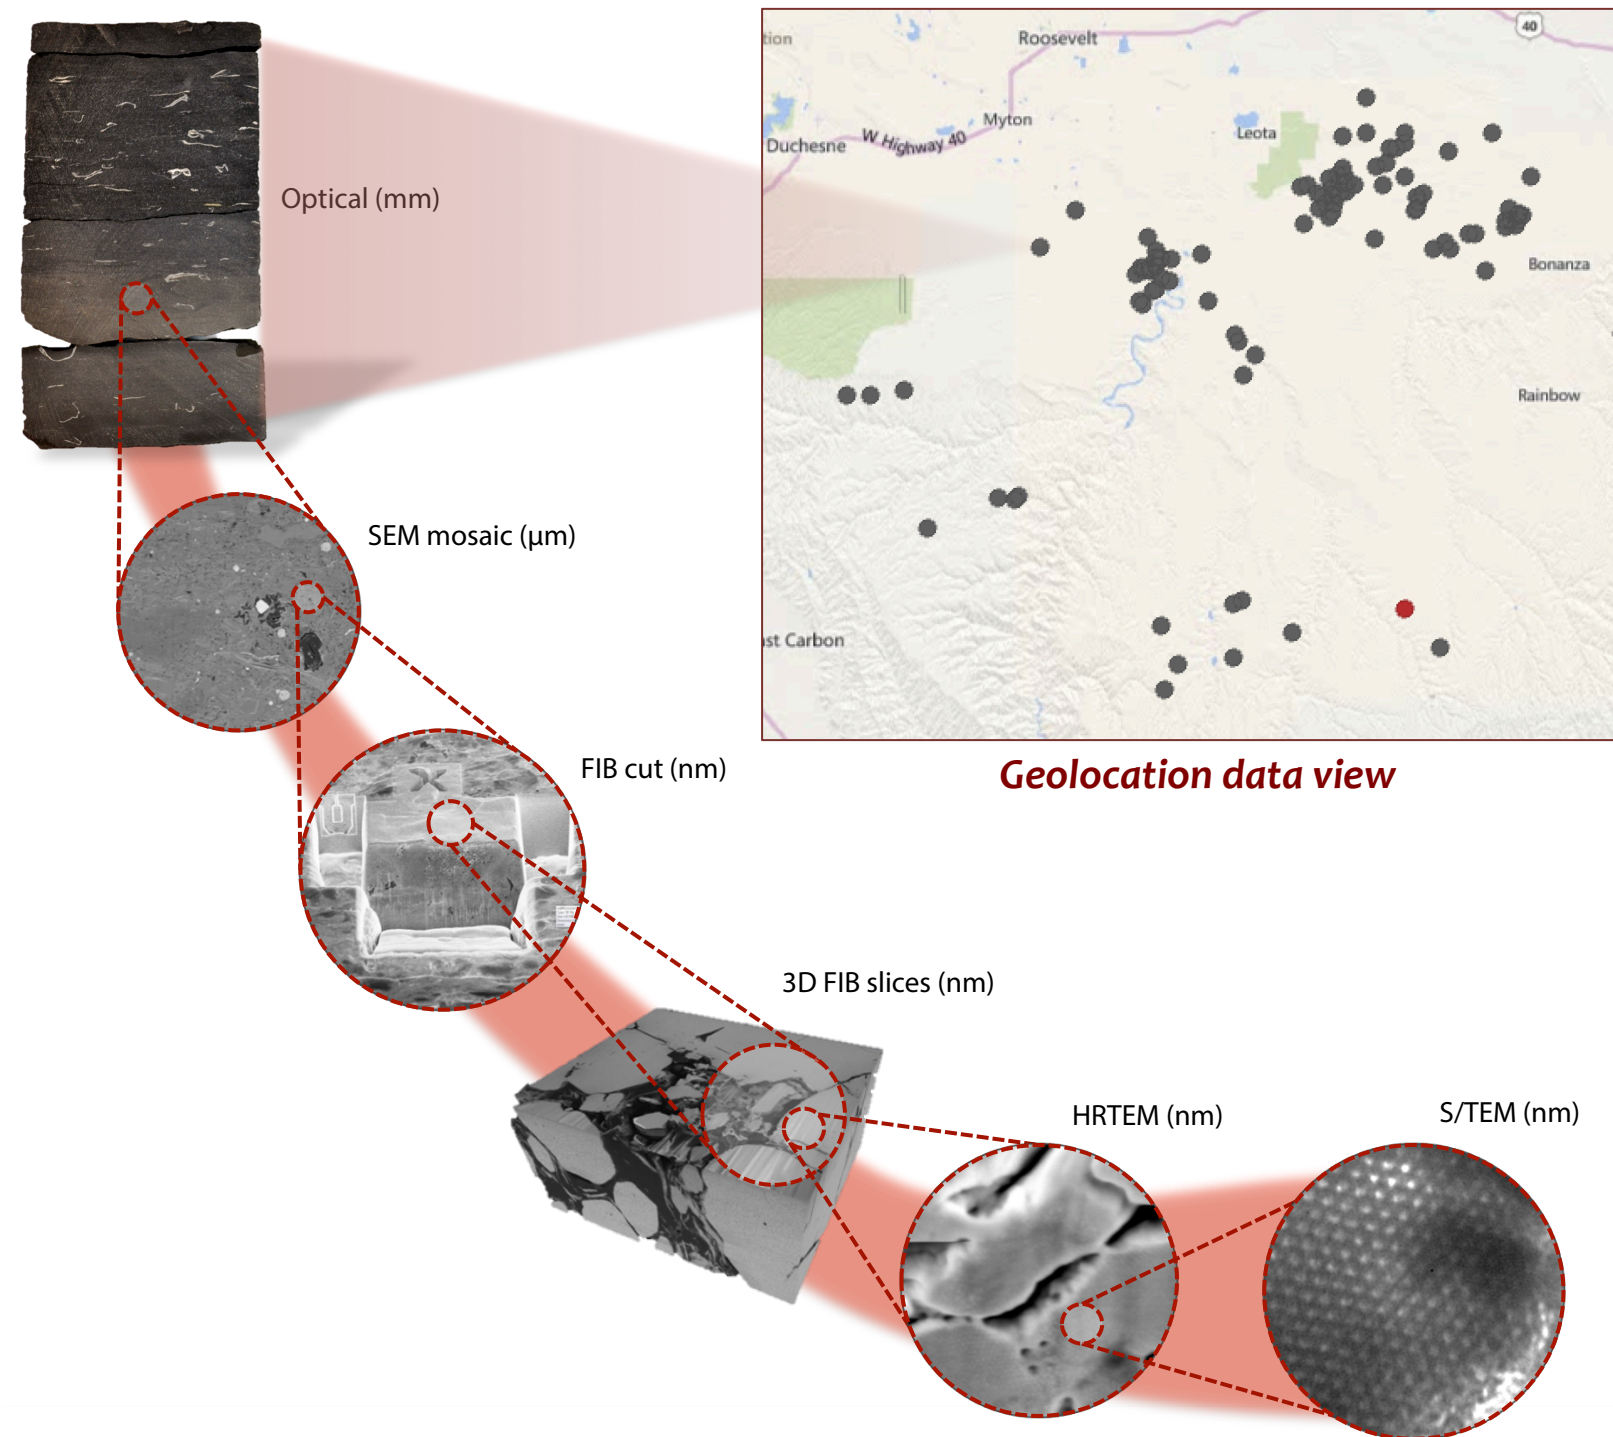 Optical (mm)
tion
Roosevelt
40
Myton
Leota
Duchesne
W Highway 40
Bonanza
Rainbow
ast Carbon
Geolocation data view
SEM mosaic (µm)
FIB cut (nm)
3D FIB slices (nm)
HRTEM (nm)
S/TEM (nm)